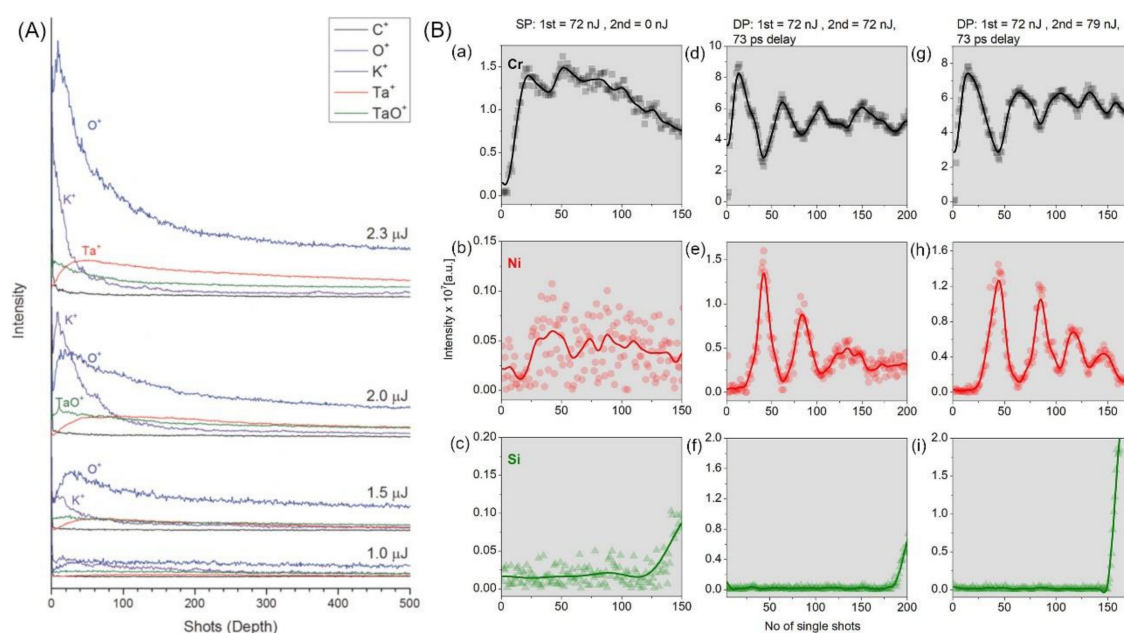 (A)
C⁺
O⁺
K⁺
Ta⁺
TaO⁺
O⁺
K⁺
Ta⁺
2.3 μJ
K⁺
O⁺
TaO⁺
2.0 μJ
O⁺
K⁺
1.5 μJ
1.0 μJ
0 100 200 300 400 500
Shots (Depth)
Intensity
(B)
SP: 1st = 72 nJ , 2nd = 0 nJ
DP: 1st = 72 nJ , 2nd = 72 nJ,
73 ps delay
DP: 1st = 72 nJ , 2nd = 79 nJ,
73 ps delay
(a)
Cr
1.5
1.0
0.5
0.0
0 50 100 150
(d)
10
8
6
4
2
0
50 100 150 200
(g)
10
8
6
4
2
0
0 50 100 150
Intensity x 10⁷[a.u.]
(b)
Ni
0.15
0.10
0.05
0.00
0 50 100 150
(e)
1.5
1.0
0.5
0.0
50 100 150 200
(h)
1.6
1.2
0.8
0.4
0.0
0 50 100 150
(c)
Si
0.20
0.15
0.10
0.05
0.00
0 50 100 150
(f)
2.0
1.6
1.2
0.8
0.4
0.0
50 100 150 200
(i)
2.0
1.6
1.2
0.8
0.4
0.0
0 50 100 150
No of single shots